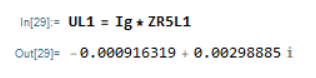 In[29]:= UL1 = Ig * ZR5L1
Out[29]= -0.000916319 + 0.00298885 i